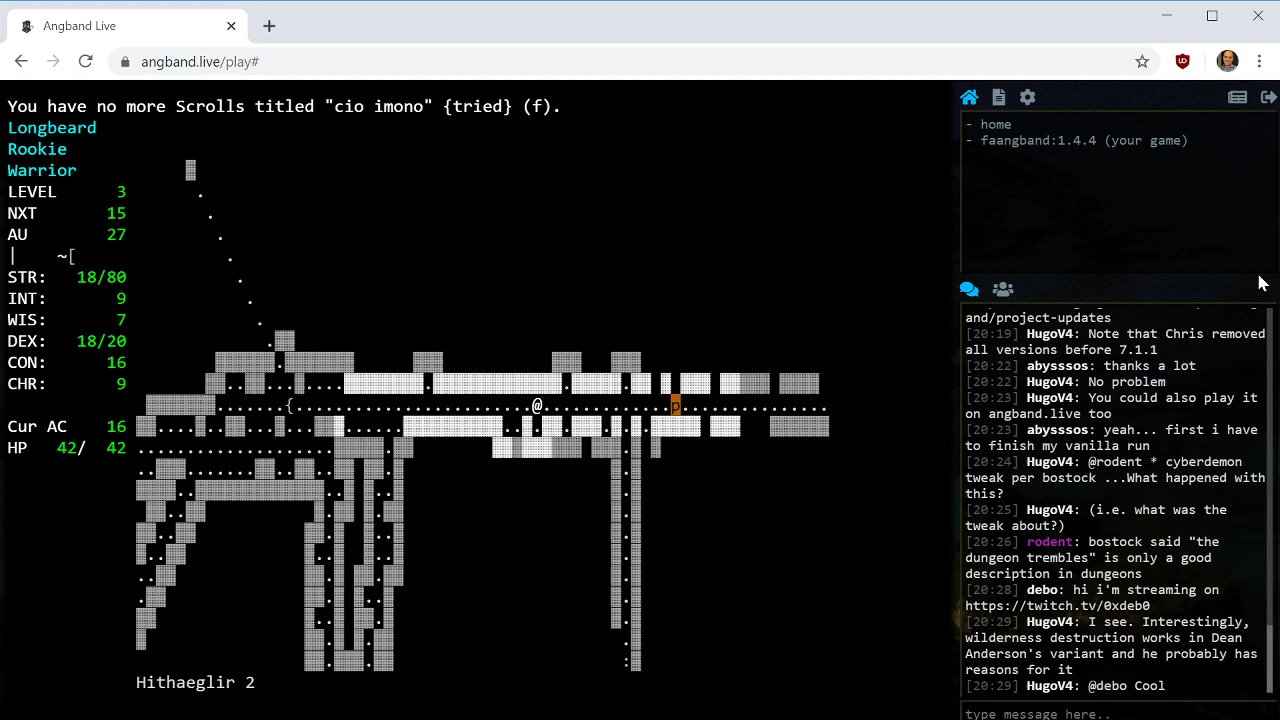 Angband Live
angband.live/play#
You have no more Scrolls titled "cio imono" {tried} (f).
Longbeard
Rookie
Warrior
LEVEL 3
NXT 15
AU 27
| ~[
STR: 18/80
INT: 9
WIS: 7
DEX: 18/20
CON: 16
CHR: 9
Cur AC 16
HP 42/ 42
{
@
p
Hithaeglir 2
- home
- faangband:1.4.4 (your game)
and/project-updates
[20:19] HugoV4: Note that Chris removed
all versions before 7.1.1
[20:22] abysssos: thanks a lot
[20:22] HugoV4: No problem
[20:23] HugoV4: You could also play it
on angband.live too
[20:23] abysssos: yeah... first i have
to finish my vanilla run
[20:24] HugoV4: @rodent * cyberdemon
tweak per bostock ...What happened with
this?
[20:25] HugoV4: (i.e. what was the
tweak about?)
[20:26] rodent: bostock said "the
dungeon trembles" is only a good
description in dungeons
[20:28] debo: hi i'm streaming on
https://twitch.tv/0xdeb0
[20:29] HugoV4: I see. Interestingly,
wilderness destruction works in Dean
Anderson's variant and he probably has
reasons for it
[20:29] HugoV4: @debo Cool
type message here..